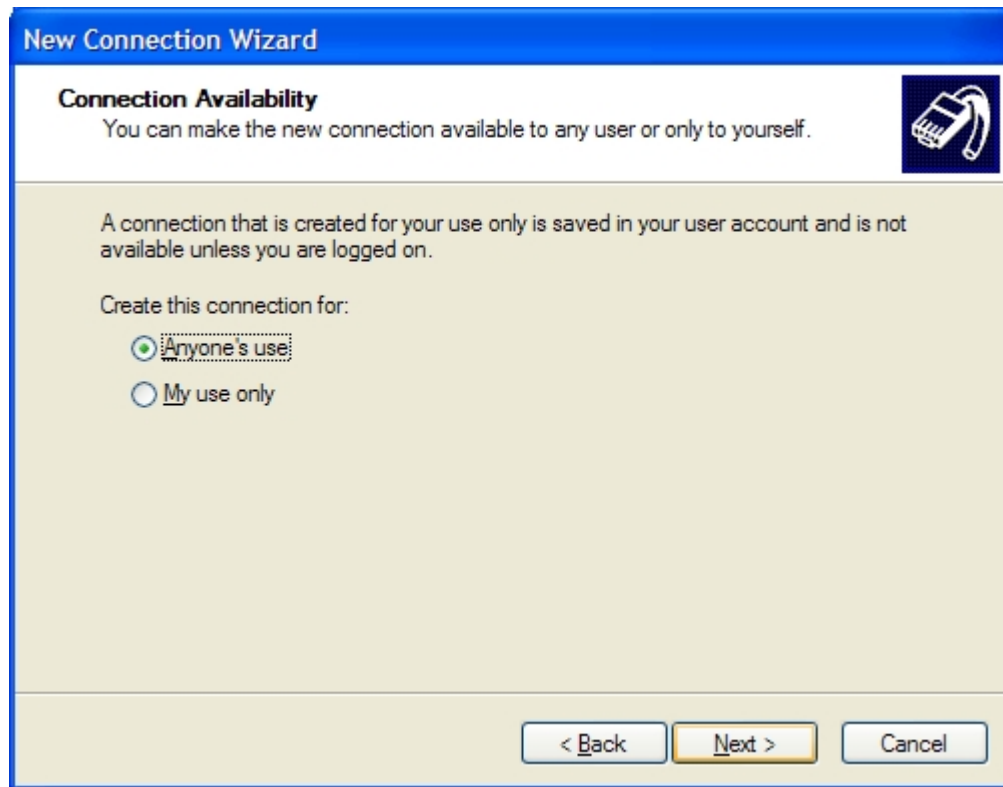 New Connection Wizard
Connection Availability
You can make the new connection available to any user or only to yourself.
A connection that is created for your use only is saved in your user account and is not
available unless you are logged on.
Create this connection for:
Anyone's use
My use only
< Back
Next >
Cancel